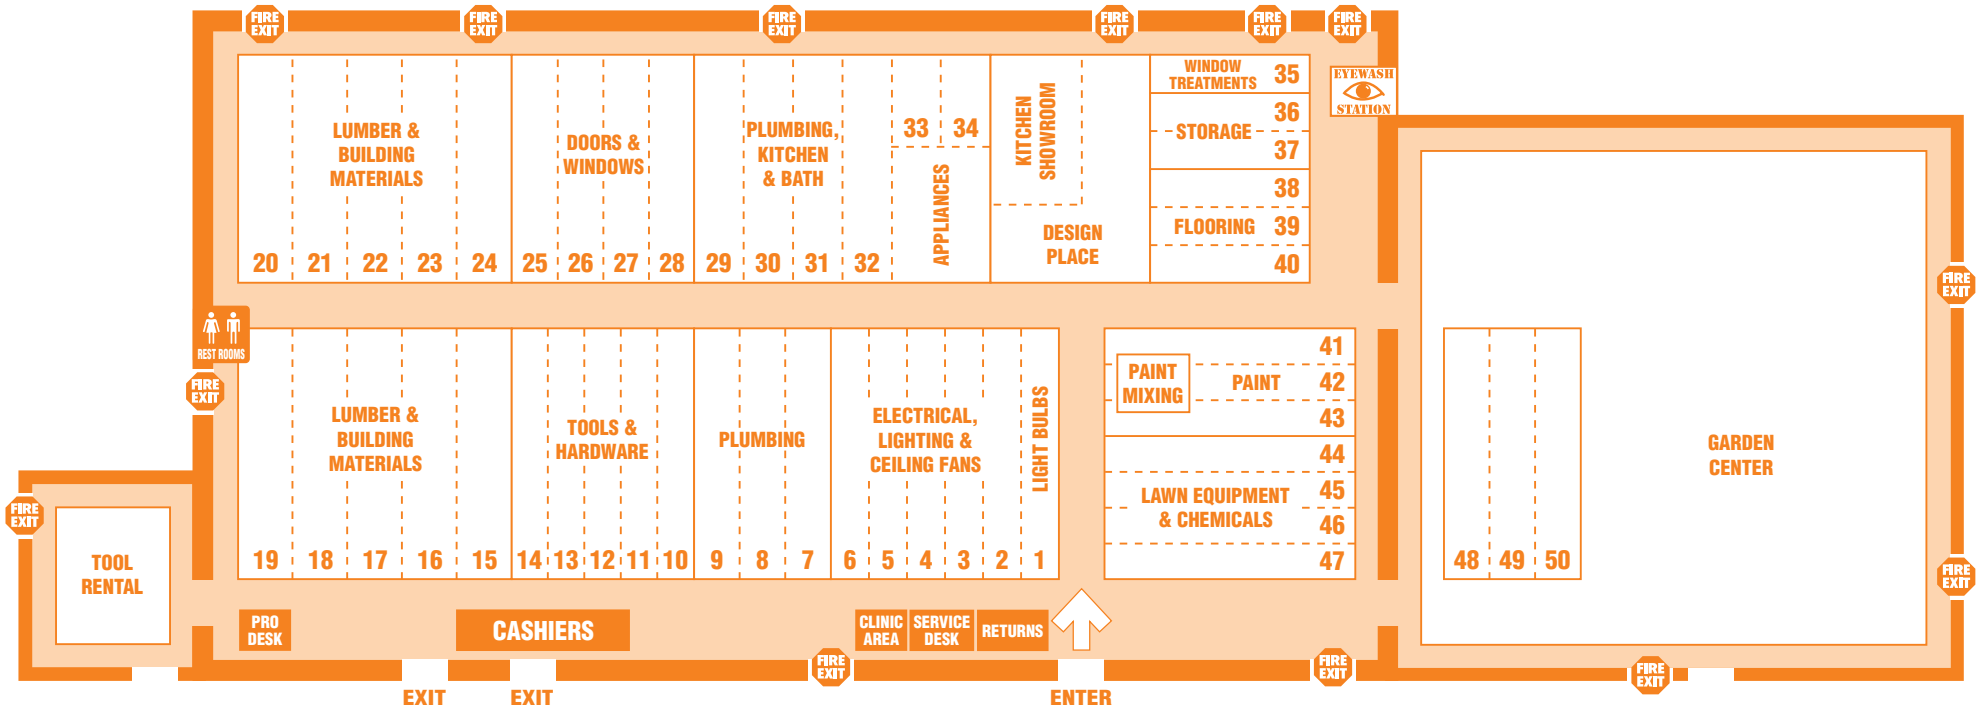 FIRE
EXIT
FIRE
EXIT
FIRE
EXIT
FIRE
EXIT
FIRE
EXIT
FIRE
EXIT
LUMBER &
BUILDING
MATERIALS
DOORS &
WINDOWS
PLUMBING,
KITCHEN
& BATH
33 34
APPLIANCES
KITCHEN
SHOWROOM
DESIGN
PLACE
WINDOW
TREATMENTS
35
36
STORAGE
37
38
FLOORING 39
40
EYEWASH
STATION
20 21 22 23 24 25 26 27 28 29 30 31 32
REST ROOMS
FIRE
EXIT
FIRE
EXIT
LUMBER &
BUILDING
MATERIALS
TOOLS &
HARDWARE
PLUMBING
ELECTRICAL,
LIGHTING &
CEILING FANS
LIGHT BULBS
PAINT
MIXING
41
PAINT 42
43
44
45
LAWN EQUIPMENT
& CHEMICALS
46
47
GARDEN
CENTER
FIRE
EXIT
TOOL
RENTAL
19 18 17 16 15 14 13 12 11 10 9 8 7 6 5 4 3 2 1
48 49 50
FIRE
EXIT
PRO
DESK
CASHIERS
CLINIC
AREA
SERVICE
DESK
RETURNS
FIRE
EXIT
FIRE
EXIT
FIRE
EXIT
EXIT
EXIT
ENTER